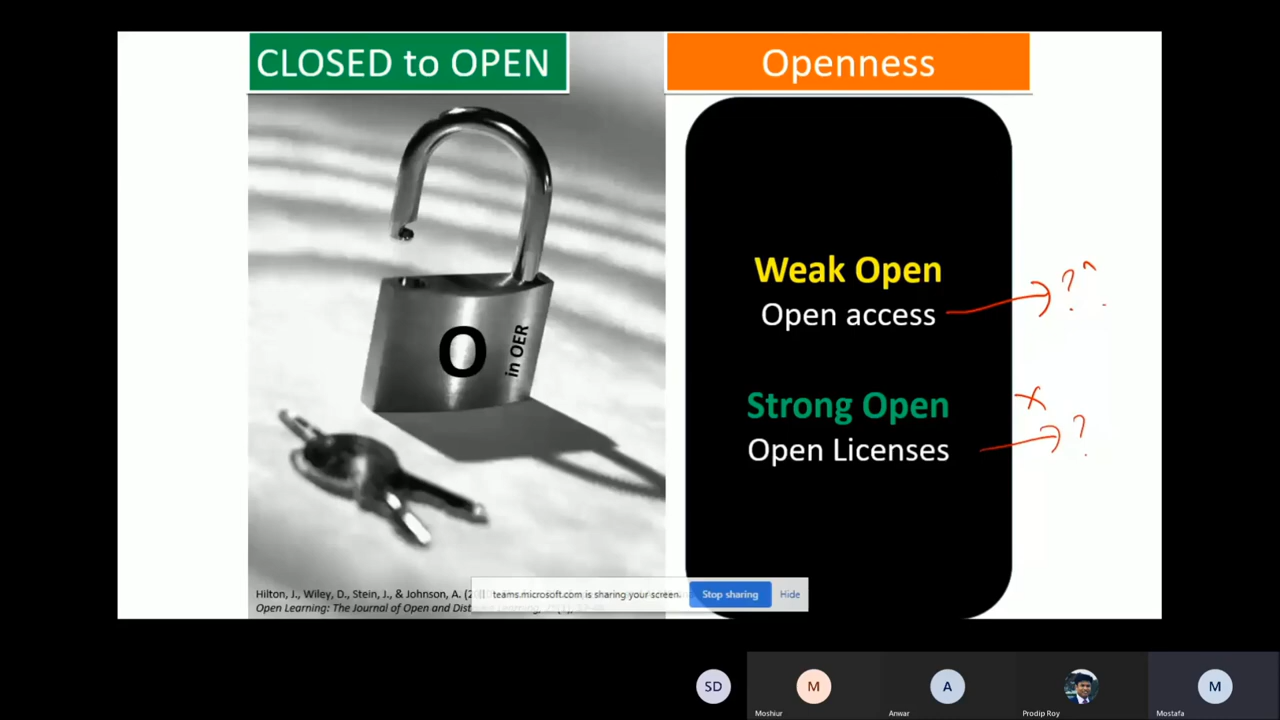 CLOSED to OPEN
Openness
O
in OER
Weak Open
Open access
? ?
Strong Open
Open Licenses
?
Hilton, J., Wiley, D., Stein, J., & Johnson, A.
Open Learning: The Journal of Open and
teams.microsoft.com is sharing your screen.
Stop sharing
Hide
SD
M
A
M
Moshiur
Anwar
Prodip Roy
Mostafa